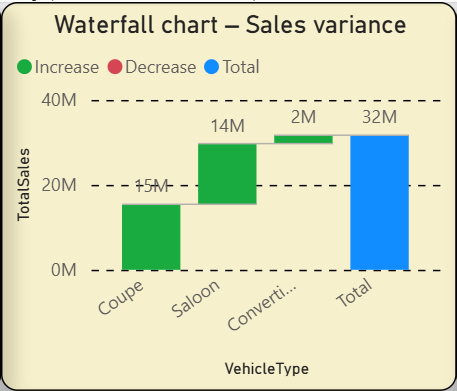 Waterfall chart – Sales variance
Increase Decrease Total
40M
20M
0M
TotalSales
15M
14M
2M
32M
Coupe
Saloon
Converti...
Total
VehicleType